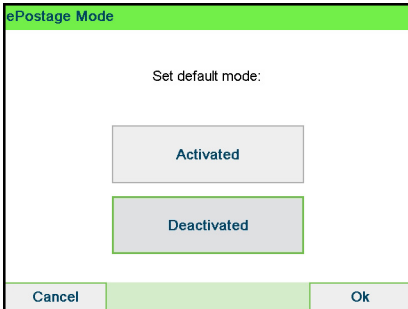 ePostage Mode
Set default mode:
Activated
Deactivated
Cancel
Ok